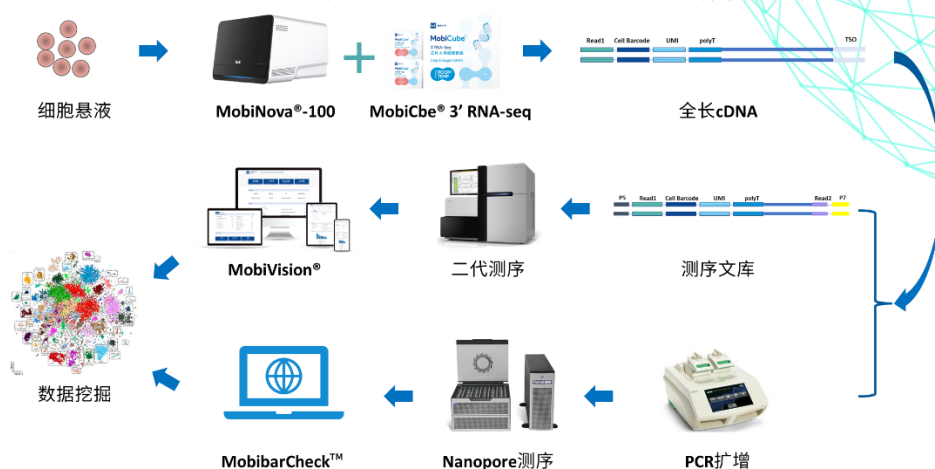 Read1 Cell Barcode UMI polyT TSO
MobiCube®
细胞悬液
MobiNova®-100
MobiCbe® 3’ RNA-seq
全长cDNA
P5 Read1 Cell Barcode UMI polyT Read2 P7
MobiVision®
二代测序
测序文库
数据挖掘
MobibarCheck™
Nanopore测序
PCR扩增